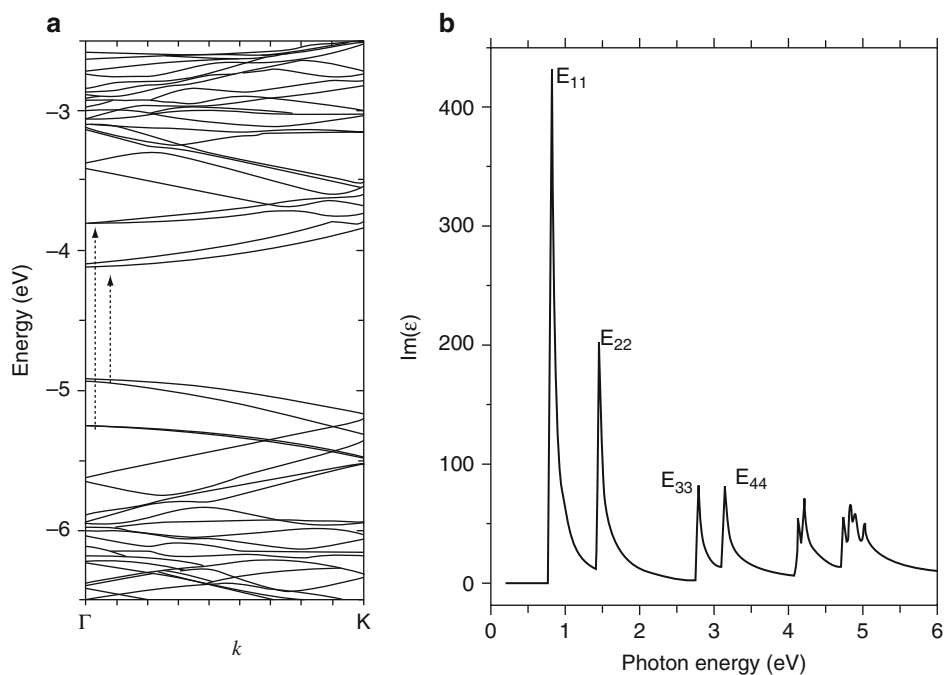 a
Energy (eV)
–3
–4
–5
–6
Γ
K
k
b
Im(ε)
400
300
200
100
0
E₁₁
E₂₂
E₃₃
E₄₄
0 1 2 3 4 5 6
Photon energy (eV)